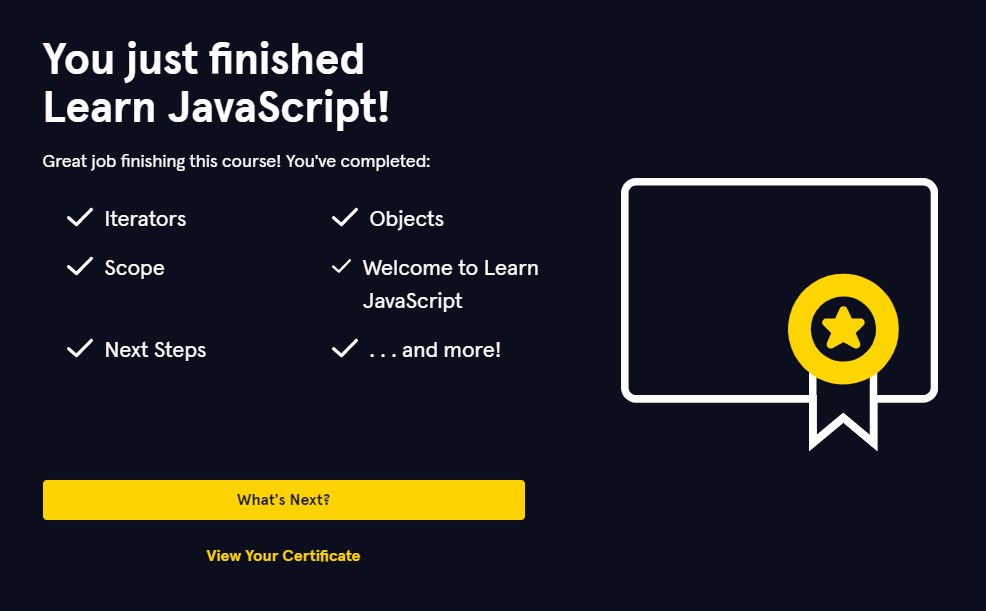 You just finished
Learn JavaScript!
Great job finishing this course! You've completed:
Iterators
Objects
Scope
Welcome to Learn
JavaScript
Next Steps
. . . and more!
What's Next?
View Your Certificate